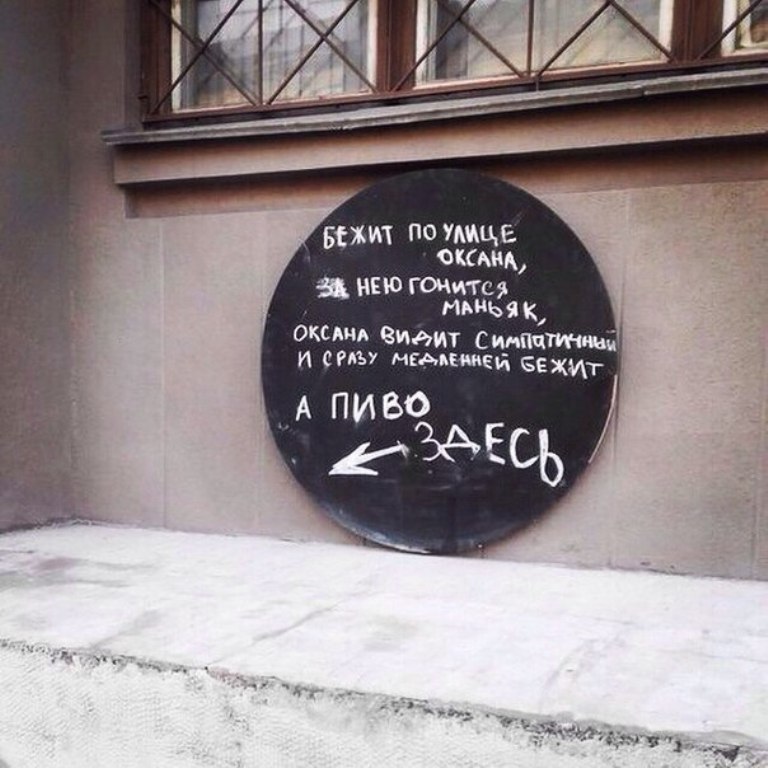 БЕЖИТ ПО УЛИЦЕ
ОКСАНА,
ЗА НЕЮ ГОНИТСЯ
МАНЬЯК,
ОКСАНА ВИДИТ СИМПАТИЧНЫЙ
И СРАЗУ МЕДЛЕННЕЙ БЕЖИТ
А ПИВО
ЗДЕСЬ